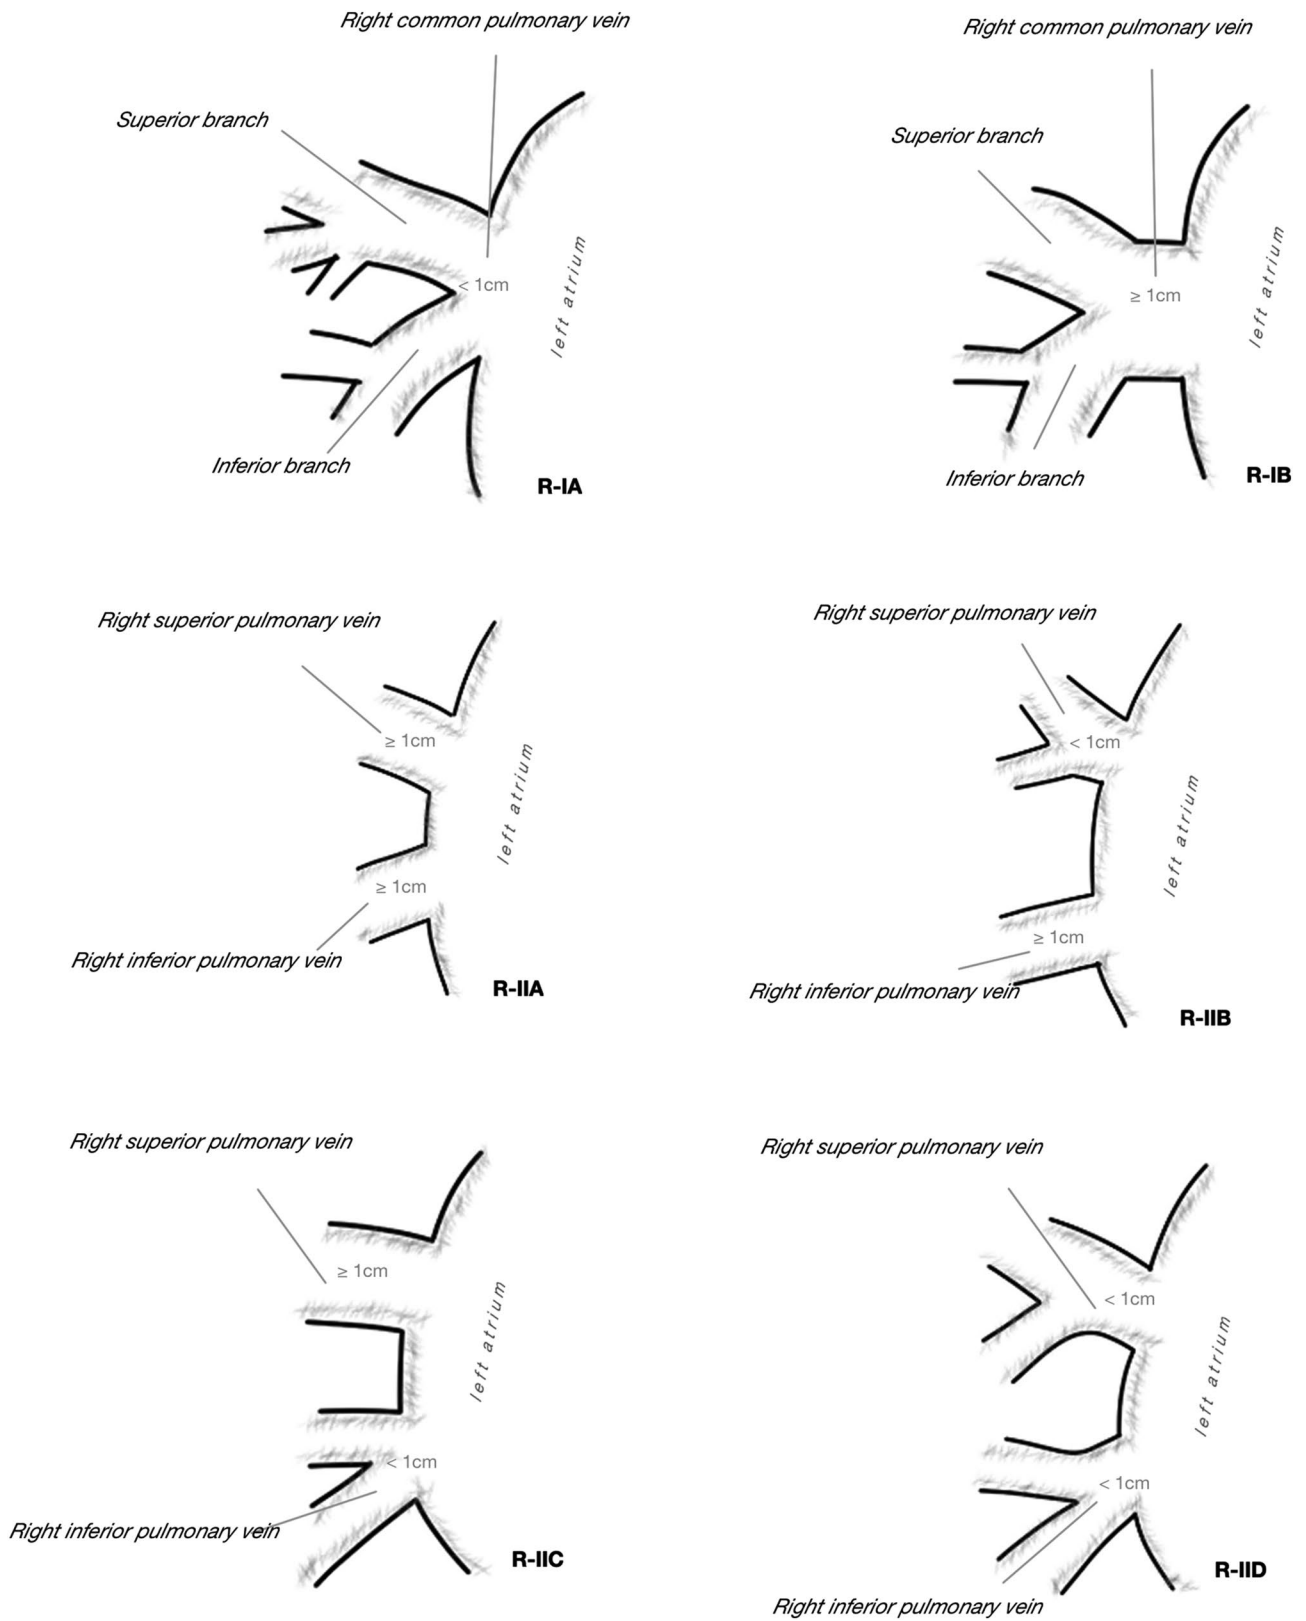 Right common pulmonary vein
Superior branch
< 1cm
left atrium
Inferior branch
R-IA
Right common pulmonary vein
Superior branch
≥ 1cm
left atrium
Inferior branch
R-IB
Right superior pulmonary vein
≥ 1cm
left atrium
≥ 1cm
Right inferior pulmonary vein
R-IIA
Right superior pulmonary vein
< 1cm
left atrium
≥ 1cm
Right inferior pulmonary vein
R-IIB
Right superior pulmonary vein
≥ 1cm
left atrium
< 1cm
Right inferior pulmonary vein
R-IIC
Right superior pulmonary vein
< 1cm
left atrium
< 1cm
R-IID
Right inferior pulmonary vein